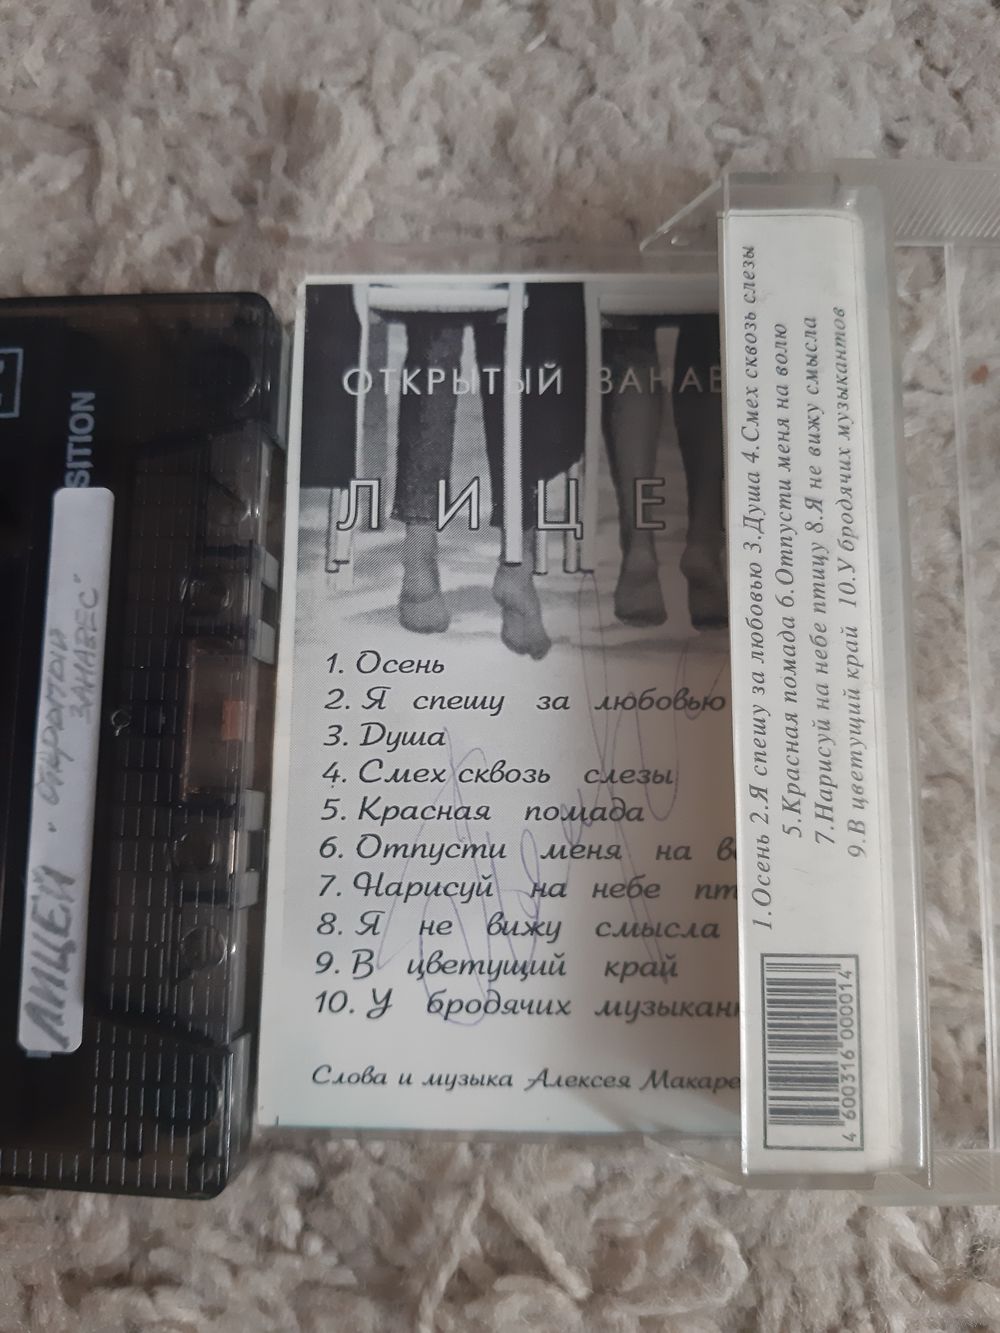 SITION
ЛИЦЕЙ "ОТКРЫТЫЙ
ЗАНАВЕС"
ОТКРЫТЫЙ ЗАНАВ
ЛИЦЕ
1. Осень
2. Я спешу за любовью
3. Душа
4. Смех сквозь слезы
5. Красная помада
6. Отпусти меня на в
7. Нарисуй на небе пт
8. Я не вижу смысла
9. В цветущий край
10. У бродячих музыкан
Слова и музыка Алексея Макаре
1.Осень 2.Я спешу за любовью 3.Душа 4.Смех сквозь слезы
5.Красная помада 6.Отпусти меня на волю
7.Нарисуй на небе птицу 8.Я не вижу смысла
9.В цветущий край 10.У бродячих музыкантов
4 600316 000014